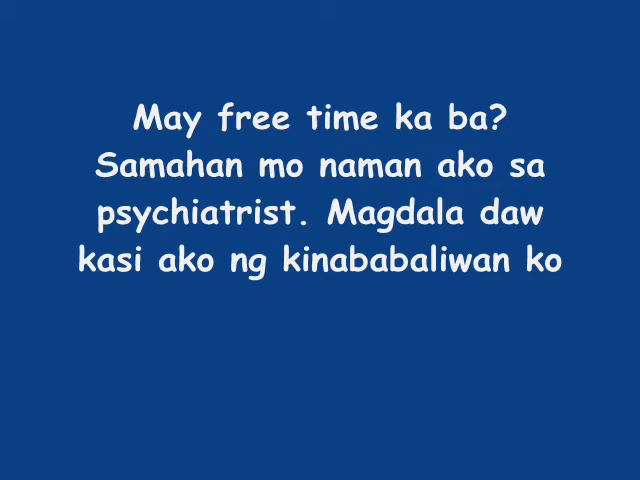 May free time ka ba?
Samahan mo naman ako sa
psychiatrist. Magdala daw
kasi ako ng kinababaliwan ko